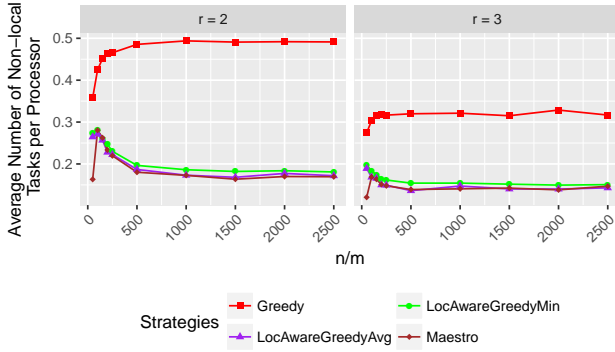 r = 2
r = 3
Average Number of Non-local
Tasks per Processor
0.5
0.4
0.3
0.2
0
500
1000
1500
2000
2500
0
500
1000
1500
2000
2500
n/m
Strategies
Greedy
LocAwareGreedyMin
LocAwareGreedyAvg
Maestro